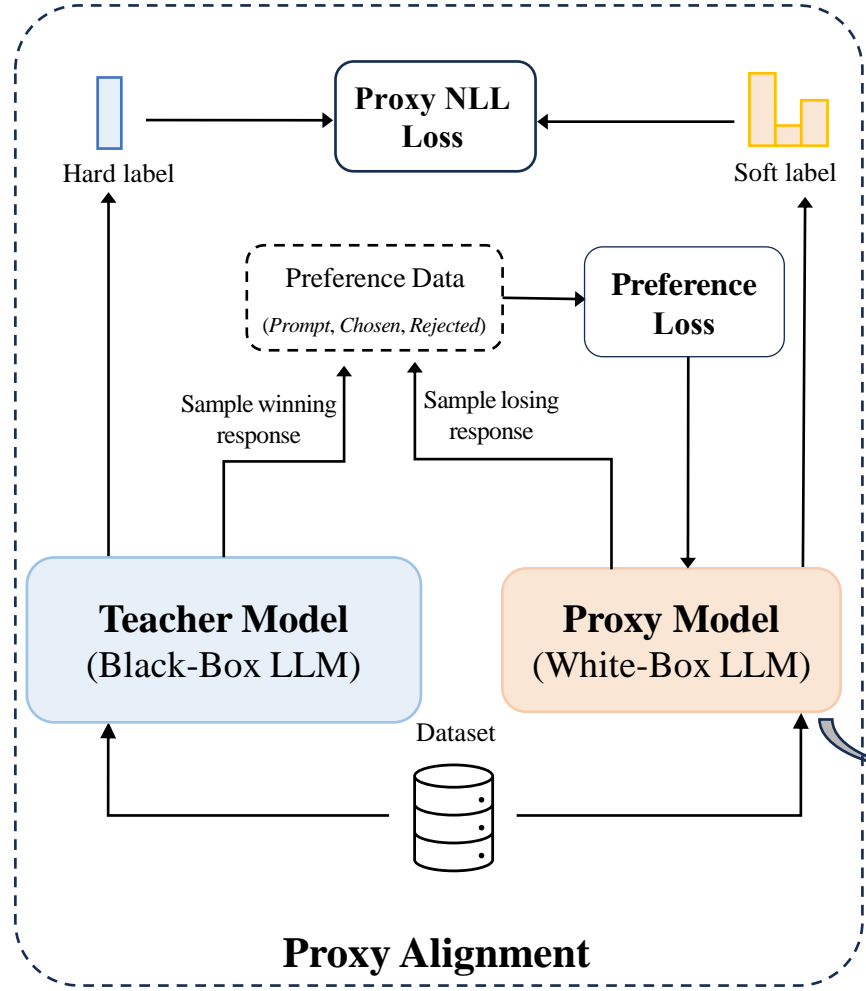 Proxy NLL
Loss
Hard label
Soft label
Preference Data
(Prompt, Chosen, Rejected)
Preference
Loss
Sample winning
response
Sample losing
response
Teacher Model
(Black-Box LLM)
Proxy Model
(White-Box LLM)
Dataset
Proxy Alignment